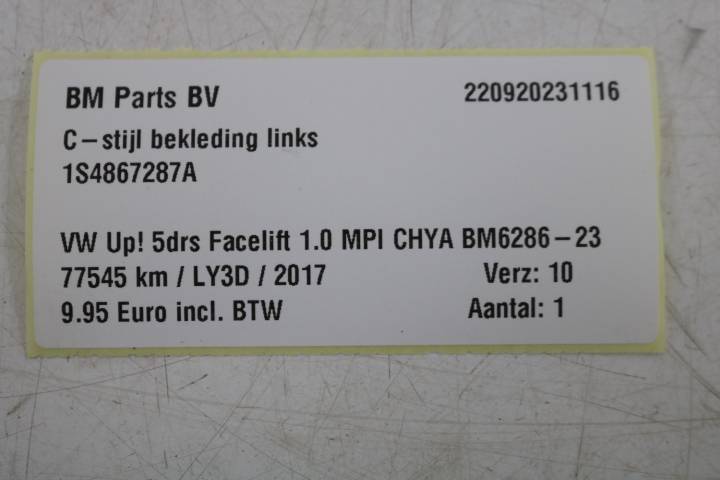 BM Parts BV 220920231116
C-stijl bekleding links
1S4867287A
VW Up! 5drs Facelift 1.0 MPI CHYA BM6286-23
77545 km / LY3D / 2017 Verz: 10
9.95 Euro incl. BTW Aantal: 1